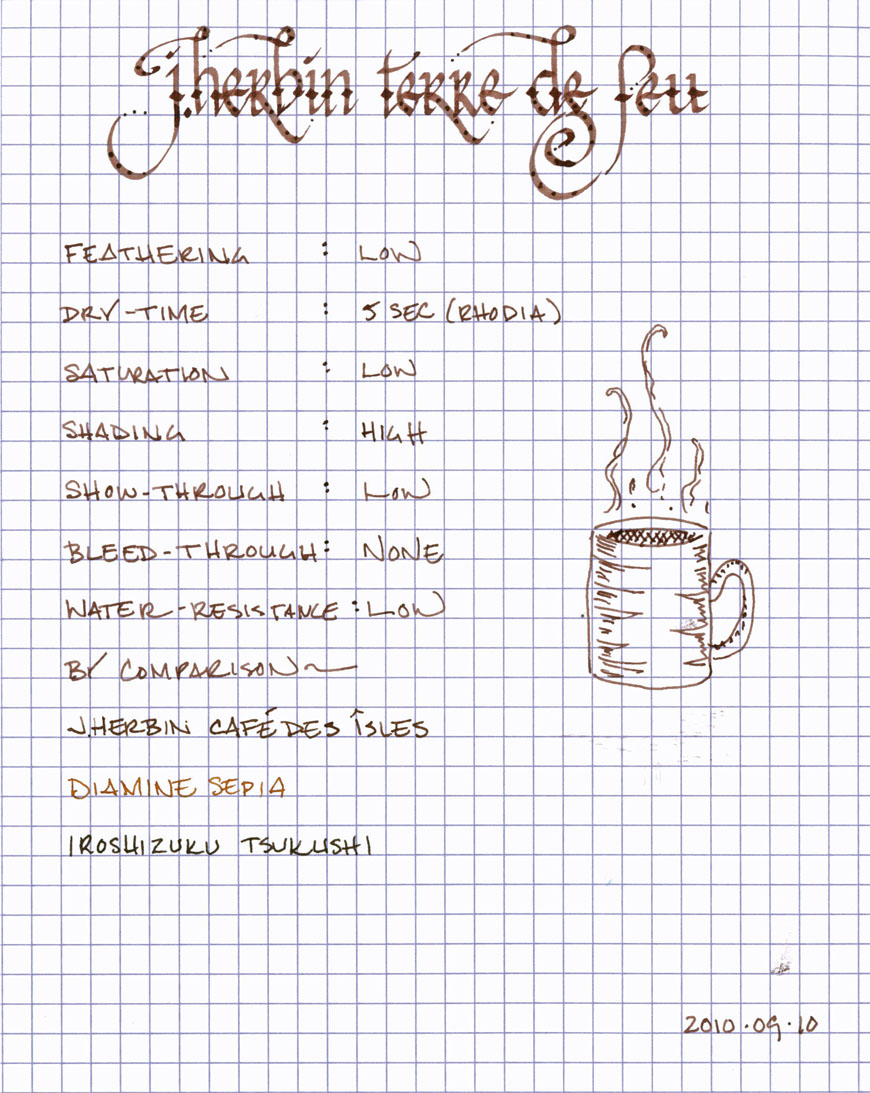 j.herbin terre de feu
FEATHERING : LOW
DRY-TIME : 5 SEC (RHODIA)
SATURATION : LOW
SHADING : HIGH
SHOW-THROUGH : LOW
BLEED-THROUGH: NONE
WATER-RESISTANCE : LOW
BY COMPARISON~
J.HERBIN CAFÉ DES ÎSLES
DIAMINE SEPIA
IROSHIZUKU TSUKUSHI
2010.09.10